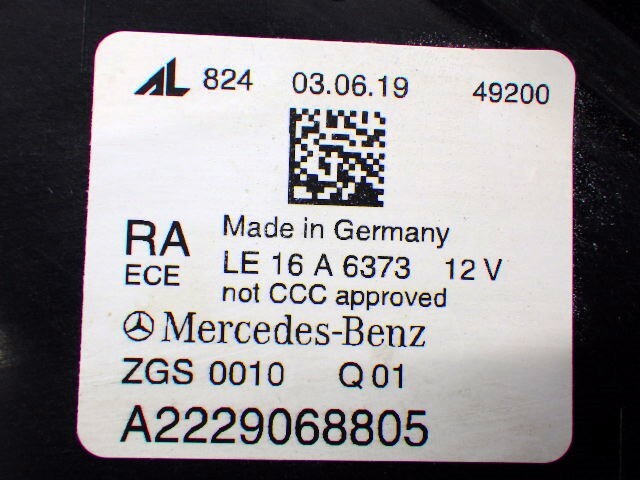 AL 824 03.06.19 49200
RA Made in Germany
ECE LE 16 A 6373 12 V
not CCC approved
Mercedes-Benz
ZGS 0010 Q 01
A2229068805